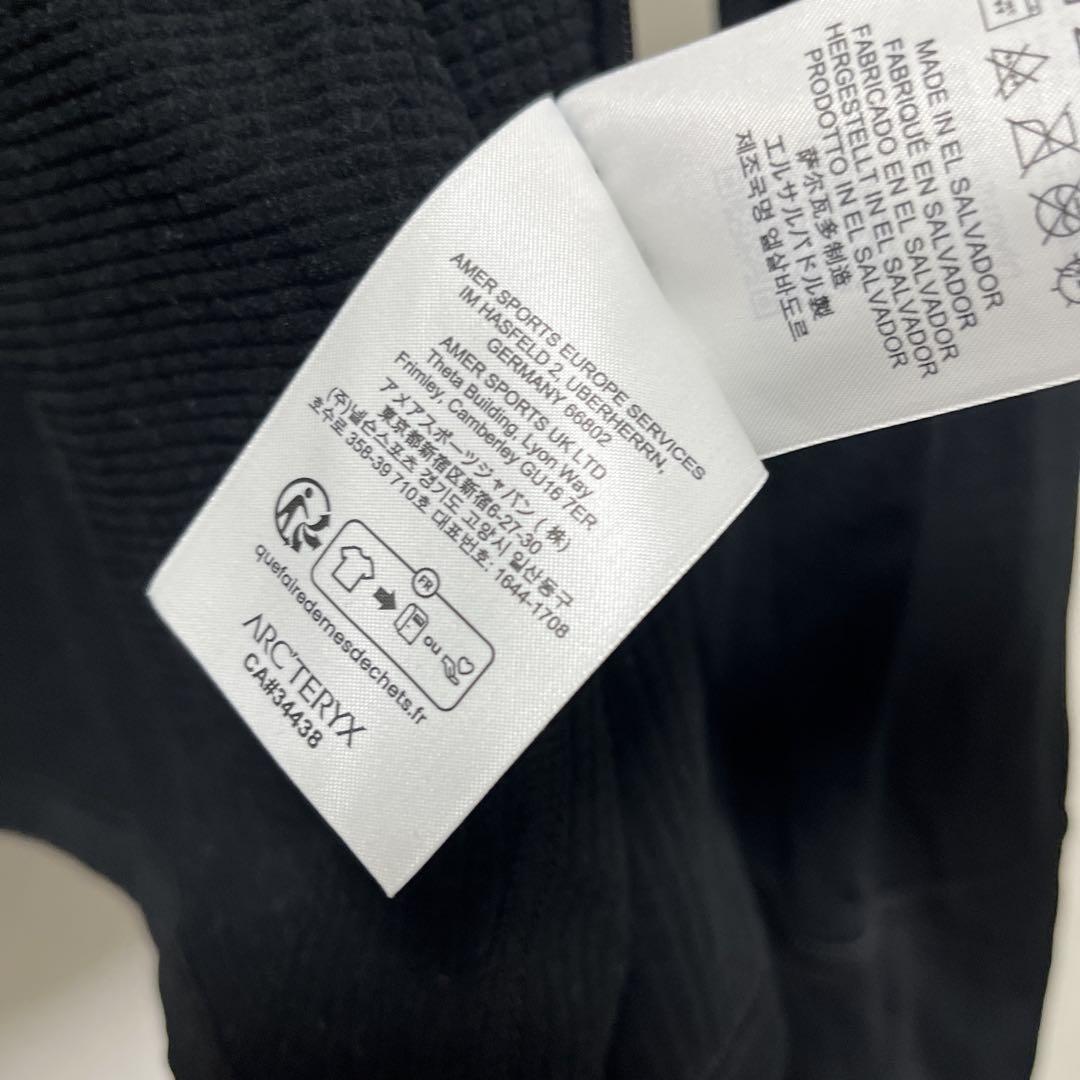 MADE IN EL SALVADOR
FABRIQUÉ EN SALVADOR
FABRICADO EN EL SALVADOR
HERGESTELLT IN EL SALVADOR
PRODOTTO IN EL SALVADOR
萨尔瓦多制造
エルサルバドル製
제조국명 엘살바도르
AMER SPORTS EUROPE SERVICES
IM HASFELD 2, UBERHERRN,
GERMANY 66802
AMER SPORTS UK LTD
Theta Building, Lyon Way
Frimley, Camberley GU16 7ER
アメアスポーツジャパン (株)
東京都新宿区新宿6-27-30
(주)넬슨스포츠 경기도 고양시 일산동구
호수로 358-39 710호 대표번호: 1644-1708
FR
ou
quefairedemesdechets.fr
ARC'TERYX
CA#34438